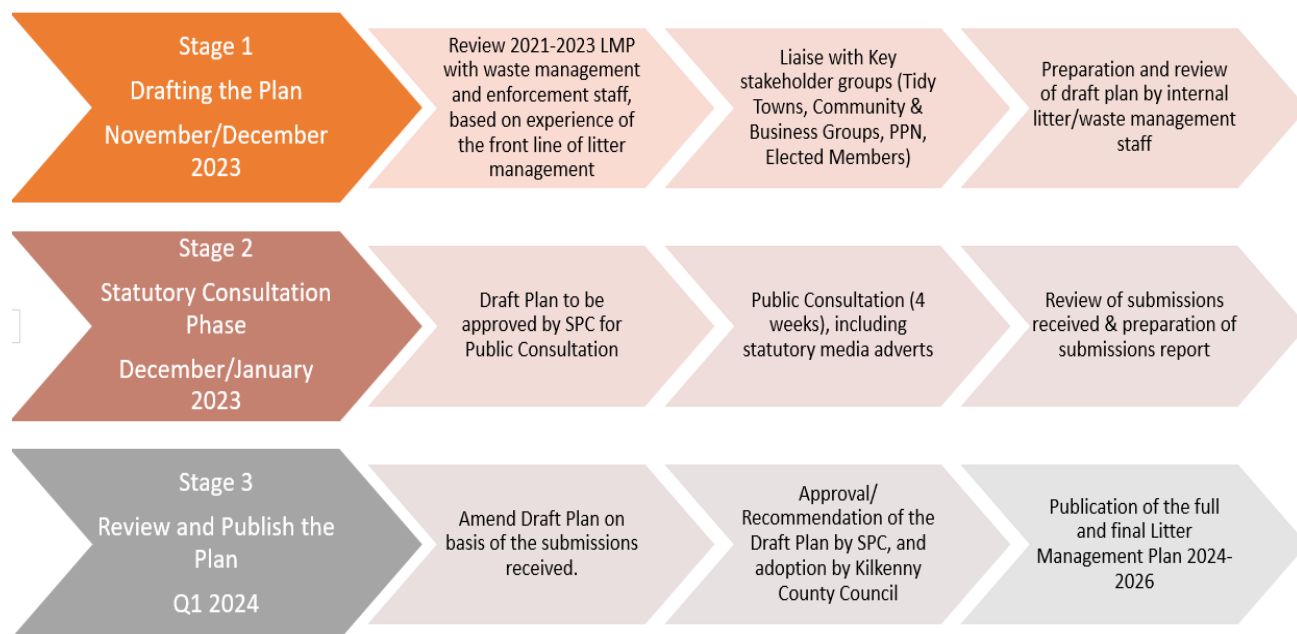 Stage 1
Drafting the Plan
November/December
2023
Review 2021-2023 LMP
with waste management
and enforcement staff,
based on experience of
the front line of litter
management
Liaise with Key
stakeholder groups (Tidy
Towns, Community &
Business Groups, PPN,
Elected Members)
Preparation and review
of draft plan by internal
litter/waste management
staff
Stage 2
Statutory Consultation
Phase
December/January
2023
Draft Plan to be
approved by SPC for
Public Consultation
Public Consultation (4
weeks), including
statutory media adverts
Review of submissions
received & preparation of
submissions report
Stage 3
Review and Publish the
Plan
Q1 2024
Amend Draft Plan on
basis of the submissions
received.
Approval/
Recommendation of the
Draft Plan by SPC, and
adoption by Kilkenny
County Council
Publication of the full
and final Litter
Management Plan 2024-
2026